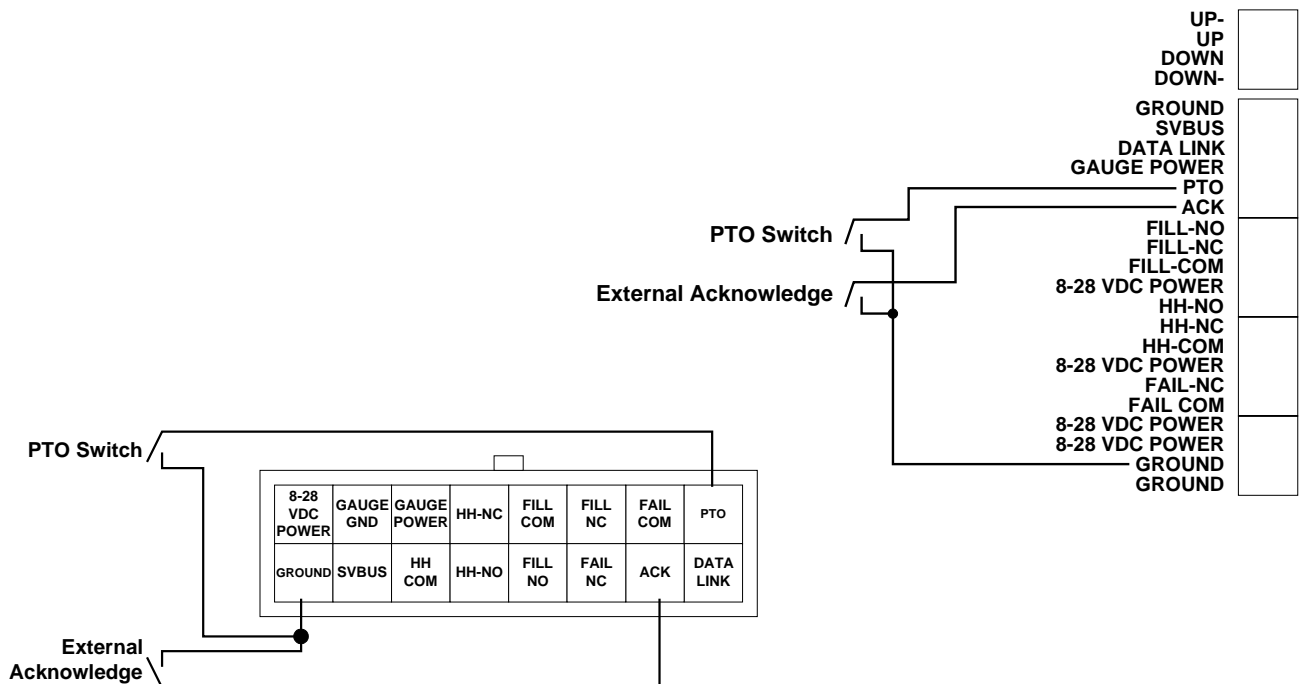 UP-
UP
DOWN
DOWN-
GROUND
SVBUS
DATA LINK
GAUGE POWER
PTO
ACK
FILL-NO
FILL-NC
FILL-COM
8-28 VDC POWER
HH-NO
HH-NC
HH-COM
8-28 VDC POWER
FAIL-NC
FAIL COM
8-28 VDC POWER
8-28 VDC POWER
GROUND
GROUND
PTO Switch
External Acknowledge
PTO Switch
8-28
VDC
POWER
GAUGE
GND
GAUGE
POWER
HH-NC
FILL
COM
FILL
NC
FAIL
COM
PTO
GROUND
SVBUS
HH
COM
HH-NO
FILL
NO
FAIL
NC
ACK
DATA
LINK
External
Acknowledge